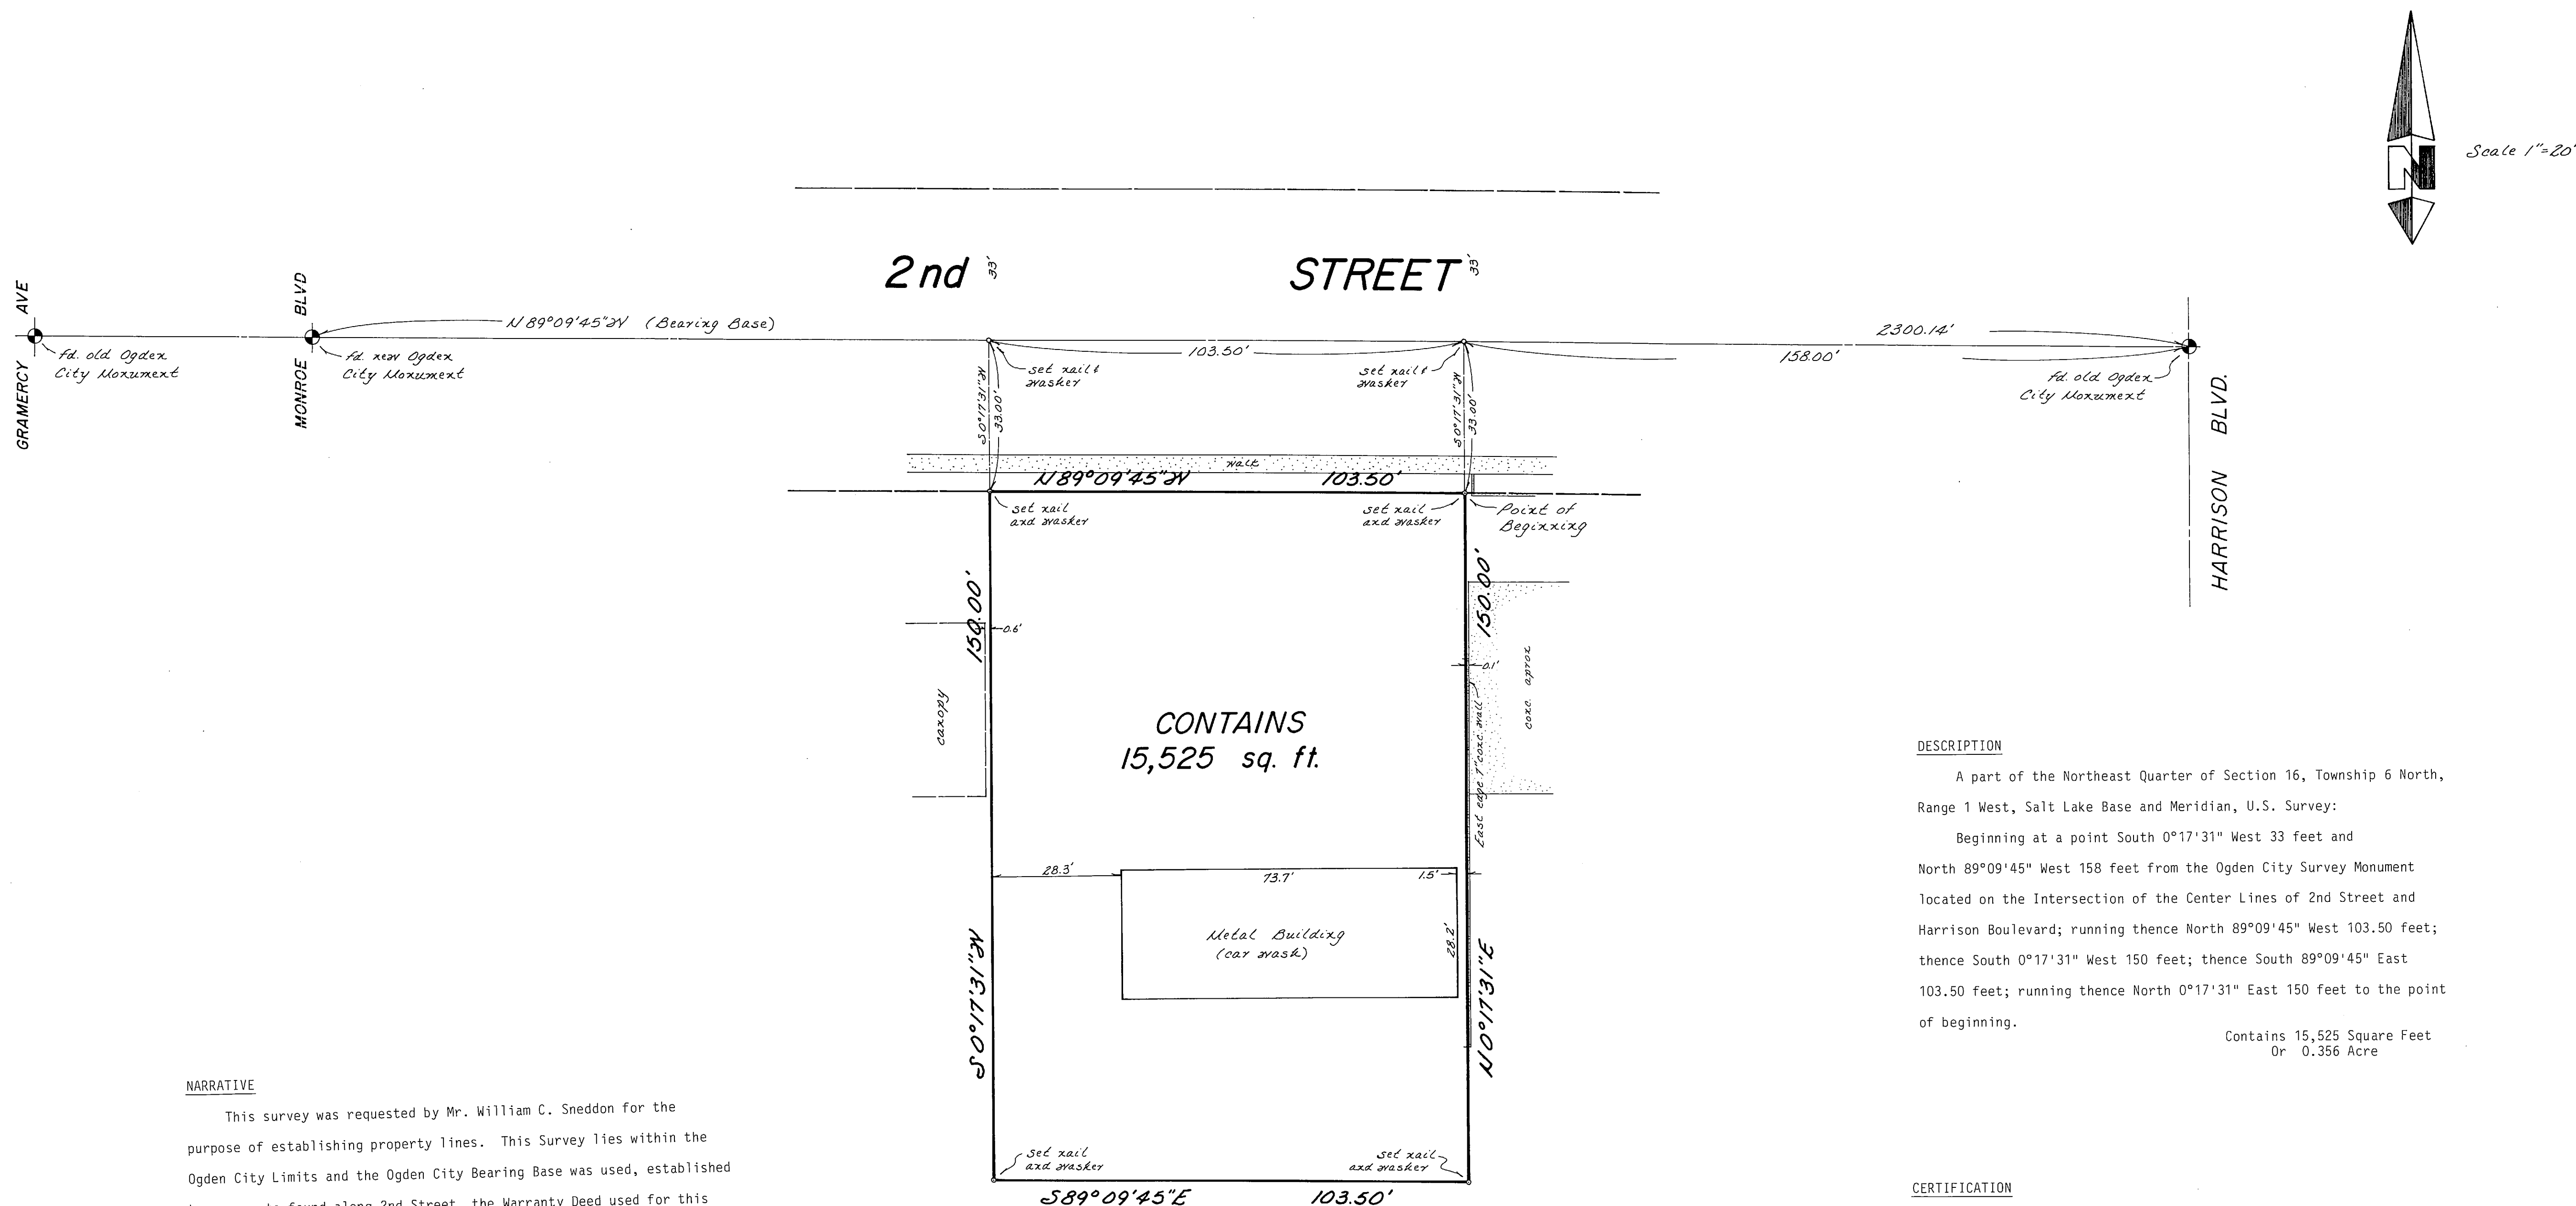 Scale 1"=20'
2nd STREET
33'
33'
GRAMERCY AVE
MONROE BLVD
N 89°09'45"W (Bearing Base)
2300.14'
103.50'
158.00'
fd. old Ogden
City Monument
fd. new Ogden
City Monument
set nail &
washer
set nail &
washer
fd. old Ogden
City Monument
HARRISON BLVD.
S 0°17'31"W
33.00'
S 0°17'31"W
33.00'
walk
N 89°09'45"W 103.50'
set nail
and washer
set nail
and washer
Point of
Beginning
150.00'
0.6'
150.00'
0.1'
canopy
conc. aprox
East edge 7" conc. wall
CONTAINS
15,525 sq. ft.
28.3'
73.7'
1.5'
28.2'
Metal Building
(car wash)
S 0°17'31"W
N 0°17'31"E
set nail
and washer
set nail
and washer
S 89°09'45"E 103.50'
DESCRIPTION
A part of the Northeast Quarter of Section 16, Township 6 North,
Range 1 West, Salt Lake Base and Meridian, U.S. Survey:
Beginning at a point South 0°17'31" West 33 feet and
North 89°09'45" West 158 feet from the Ogden City Survey Monument
located on the Intersection of the Center Lines of 2nd Street and
Harrison Boulevard; running thence North 89°09'45" West 103.50 feet;
thence South 0°17'31" West 150 feet; thence South 89°09'45" East
103.50 feet; running thence North 0°17'31" East 150 feet to the point
of beginning.
Contains 15,525 Square Feet
Or 0.356 Acre
NARRATIVE
This survey was requested by Mr. William C. Sneddon for the
purpose of establishing property lines. This Survey lies within the
Ogden City Limits and the Ogden City Bearing Base was used, established
found along 2nd Street, the Warranty Deed used for this
CERTIFICATION
N